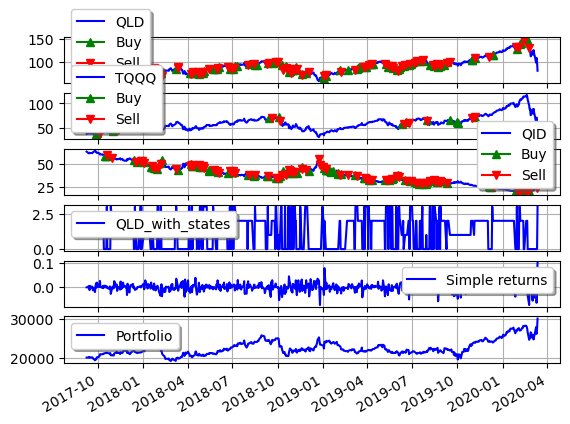 QLD
Buy
Sell
150
100
TQQQ
Buy
Sell
100
50
QID
Buy
Sell
50
25
QLD_with_states
2.5
0.0
Simple returns
0.1
0.0
Portfolio
30000
20000
2017-10
2018-01
2018-04
2018-07
2018-10
2019-01
2019-04
2019-07
2019-10
2020-01
2020-04